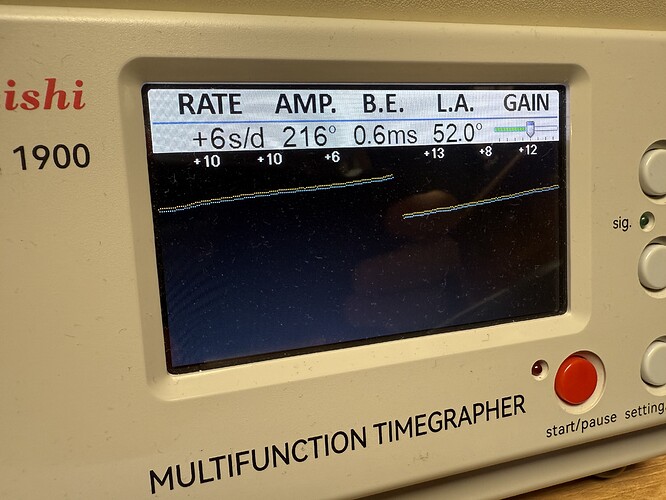 ishi
1900
RATE AMP. B.E. L.A. GAIN
+6s/d 216° 0.6ms 52.0°
+10 +10 +6 +13 +8 +12
sig.
start/pause setting
MULTIFUNCTION TIMEGRAPHER